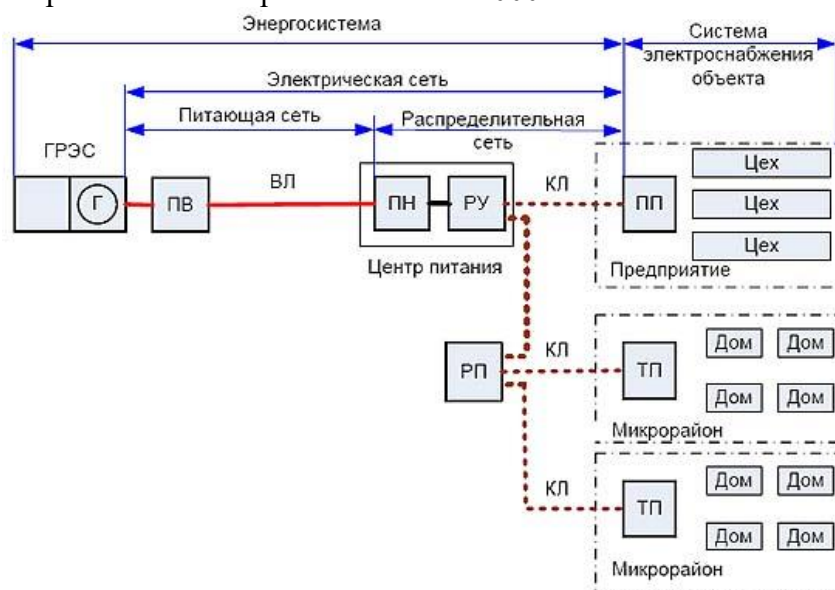 Энергосистема
Система
электроснабжения
объекта
Электрическая сеть
Питающая сеть
Распределительная
сеть
ГРЭС
Г
ПВ
ВЛ
ПН
РУ
КЛ
ПП
Цех
Цех
Цех
Центр питания
Предприятие
РП
КЛ
ТП
Дом
Дом
Дом
Дом
Микрорайон
КЛ
ТП
Дом
Дом
Дом
Дом
Микрорайон